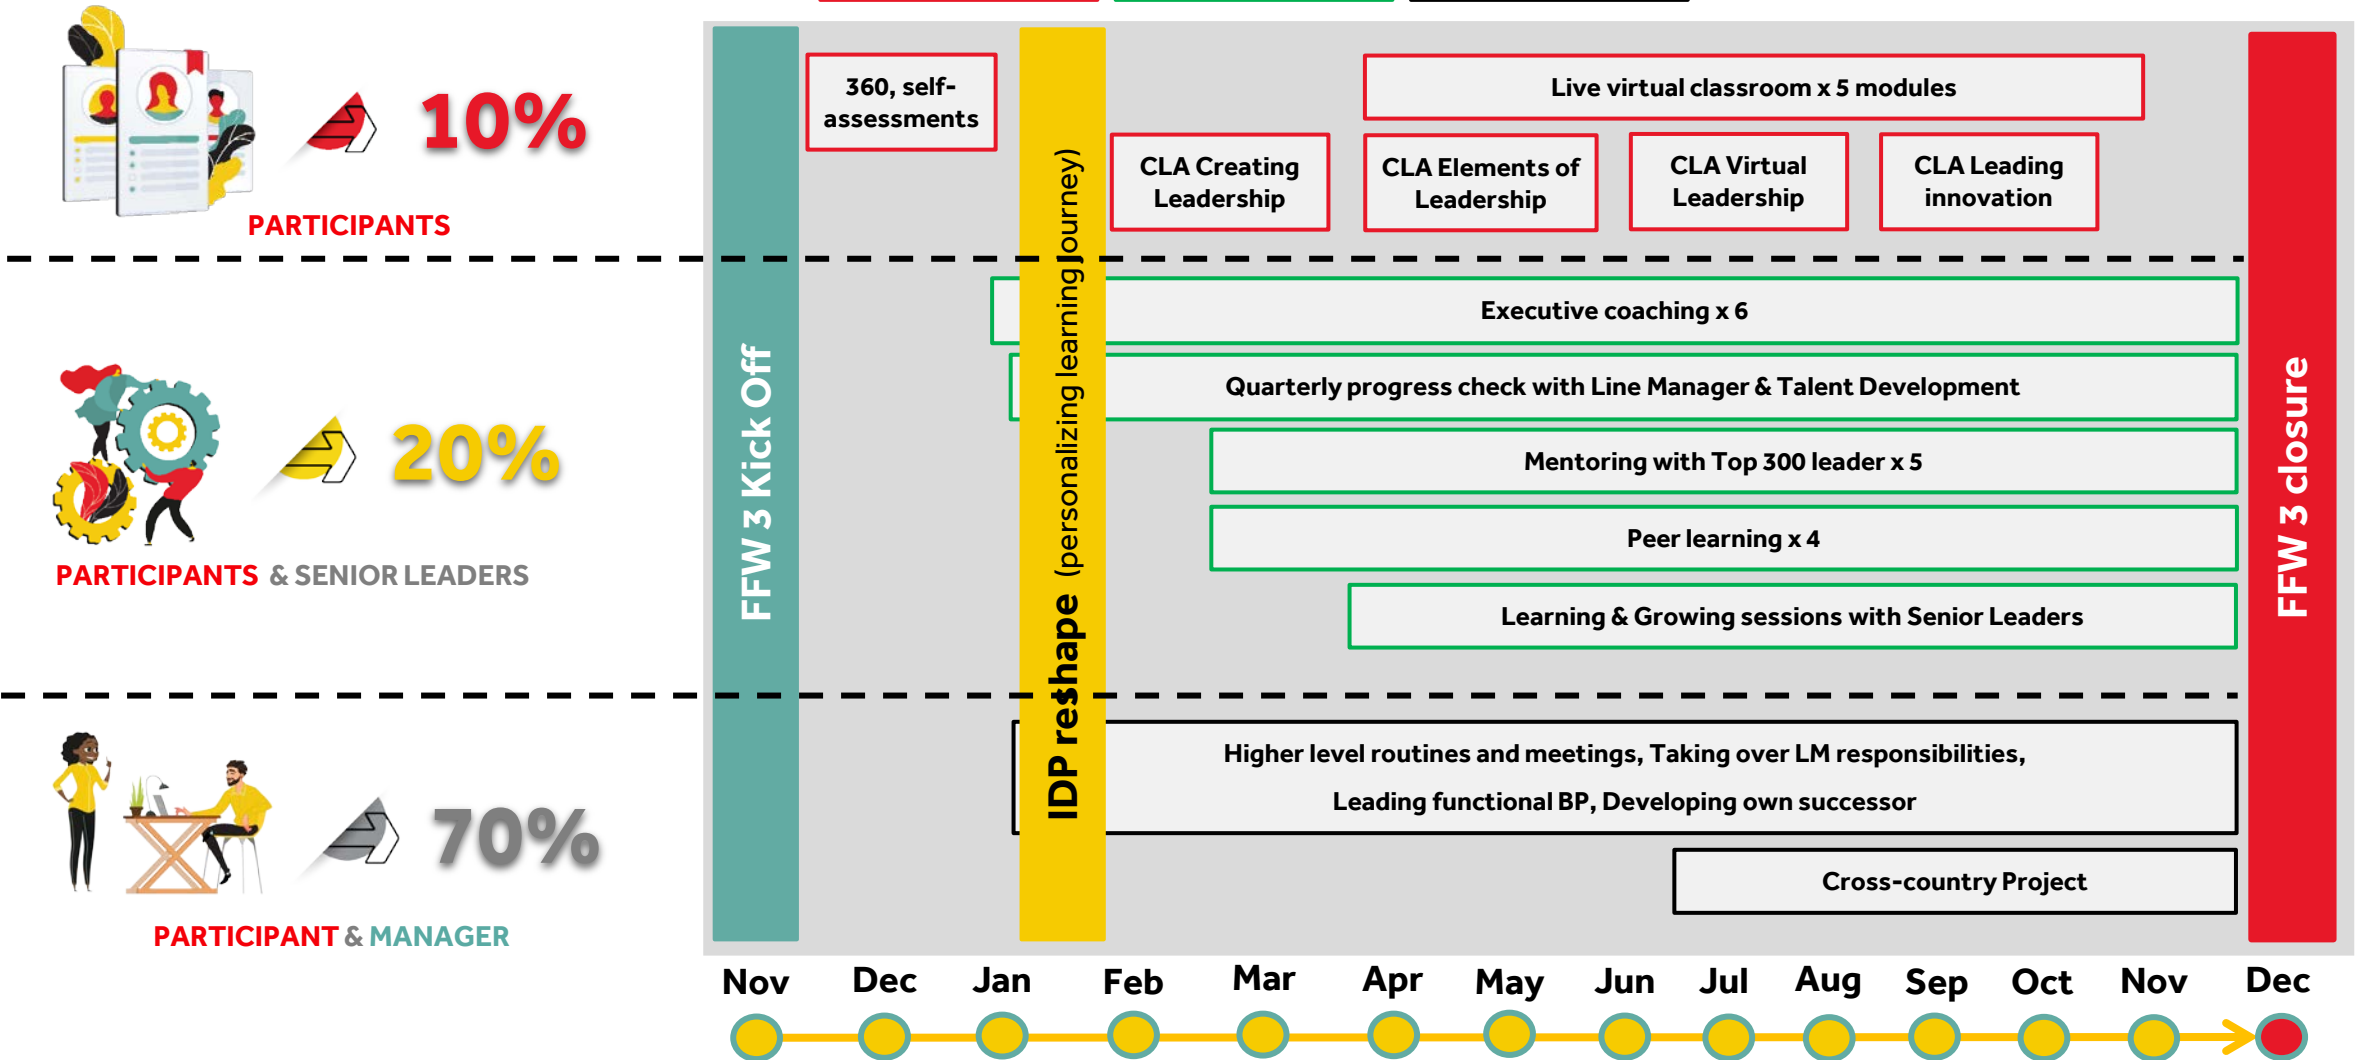 10%
PARTICIPANTS
360, self-
assessments
Live virtual classroom x 5 modules
CLA Creating
Leadership
CLA Elements of
Leadership
CLA Virtual
Leadership
CLA Leading
innovation
20%
PARTICIPANTS & SENIOR LEADERS
FFW 3 Kick Off
IDP reshape (personalizing learning journey)
Executive coaching x 6
Quarterly progress check with Line Manager & Talent Development
Mentoring with Top 300 leader x 5
Peer learning x 4
Learning & Growing sessions with Senior Leaders
FFW 3 closure
70%
PARTICIPANT & MANAGER
Higher level routines and meetings, Taking over LM responsibilities,
Leading functional BP, Developing own successor
Cross-country Project
Nov Dec Jan Feb Mar Apr May Jun Jul Aug Sep Oct Nov Dec